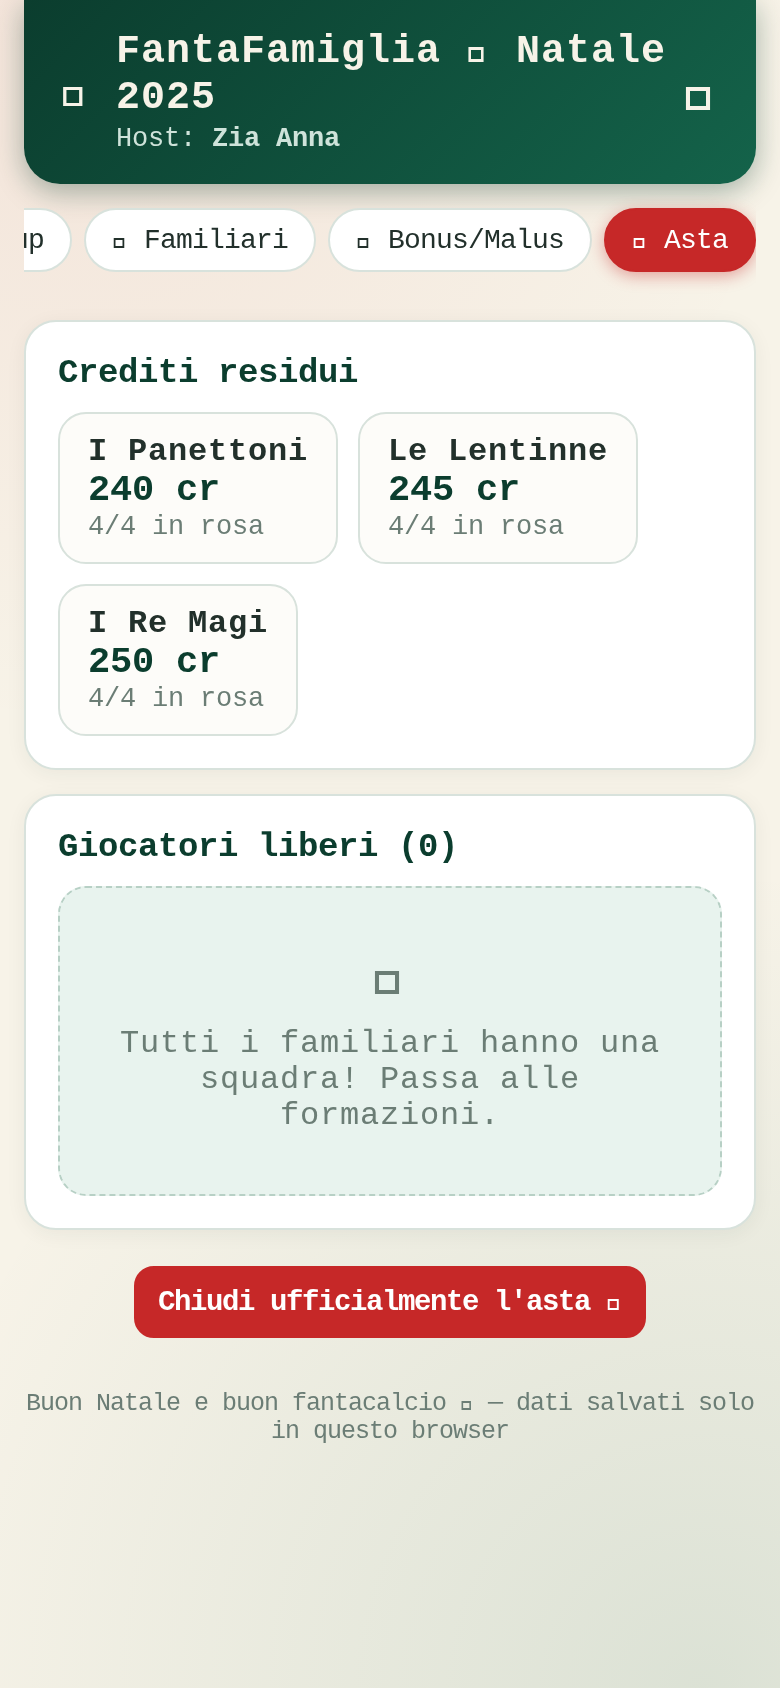 FantaFamiglia Natale
2025
Host: Zia Anna
up Familiari Bonus/Malus Asta
Crediti residui
I Panettoni Le Lentinne
240 cr 245 cr
4/4 in rosa 4/4 in rosa
I Re Magi
250 cr
4/4 in rosa
Giocatori liberi (0)
Tutti i familiari hanno una
squadra! Passa alle
formazioni.
Chiudi ufficialmente l'asta
Buon Natale e buon fantacalcio — dati salvati solo
in questo browser